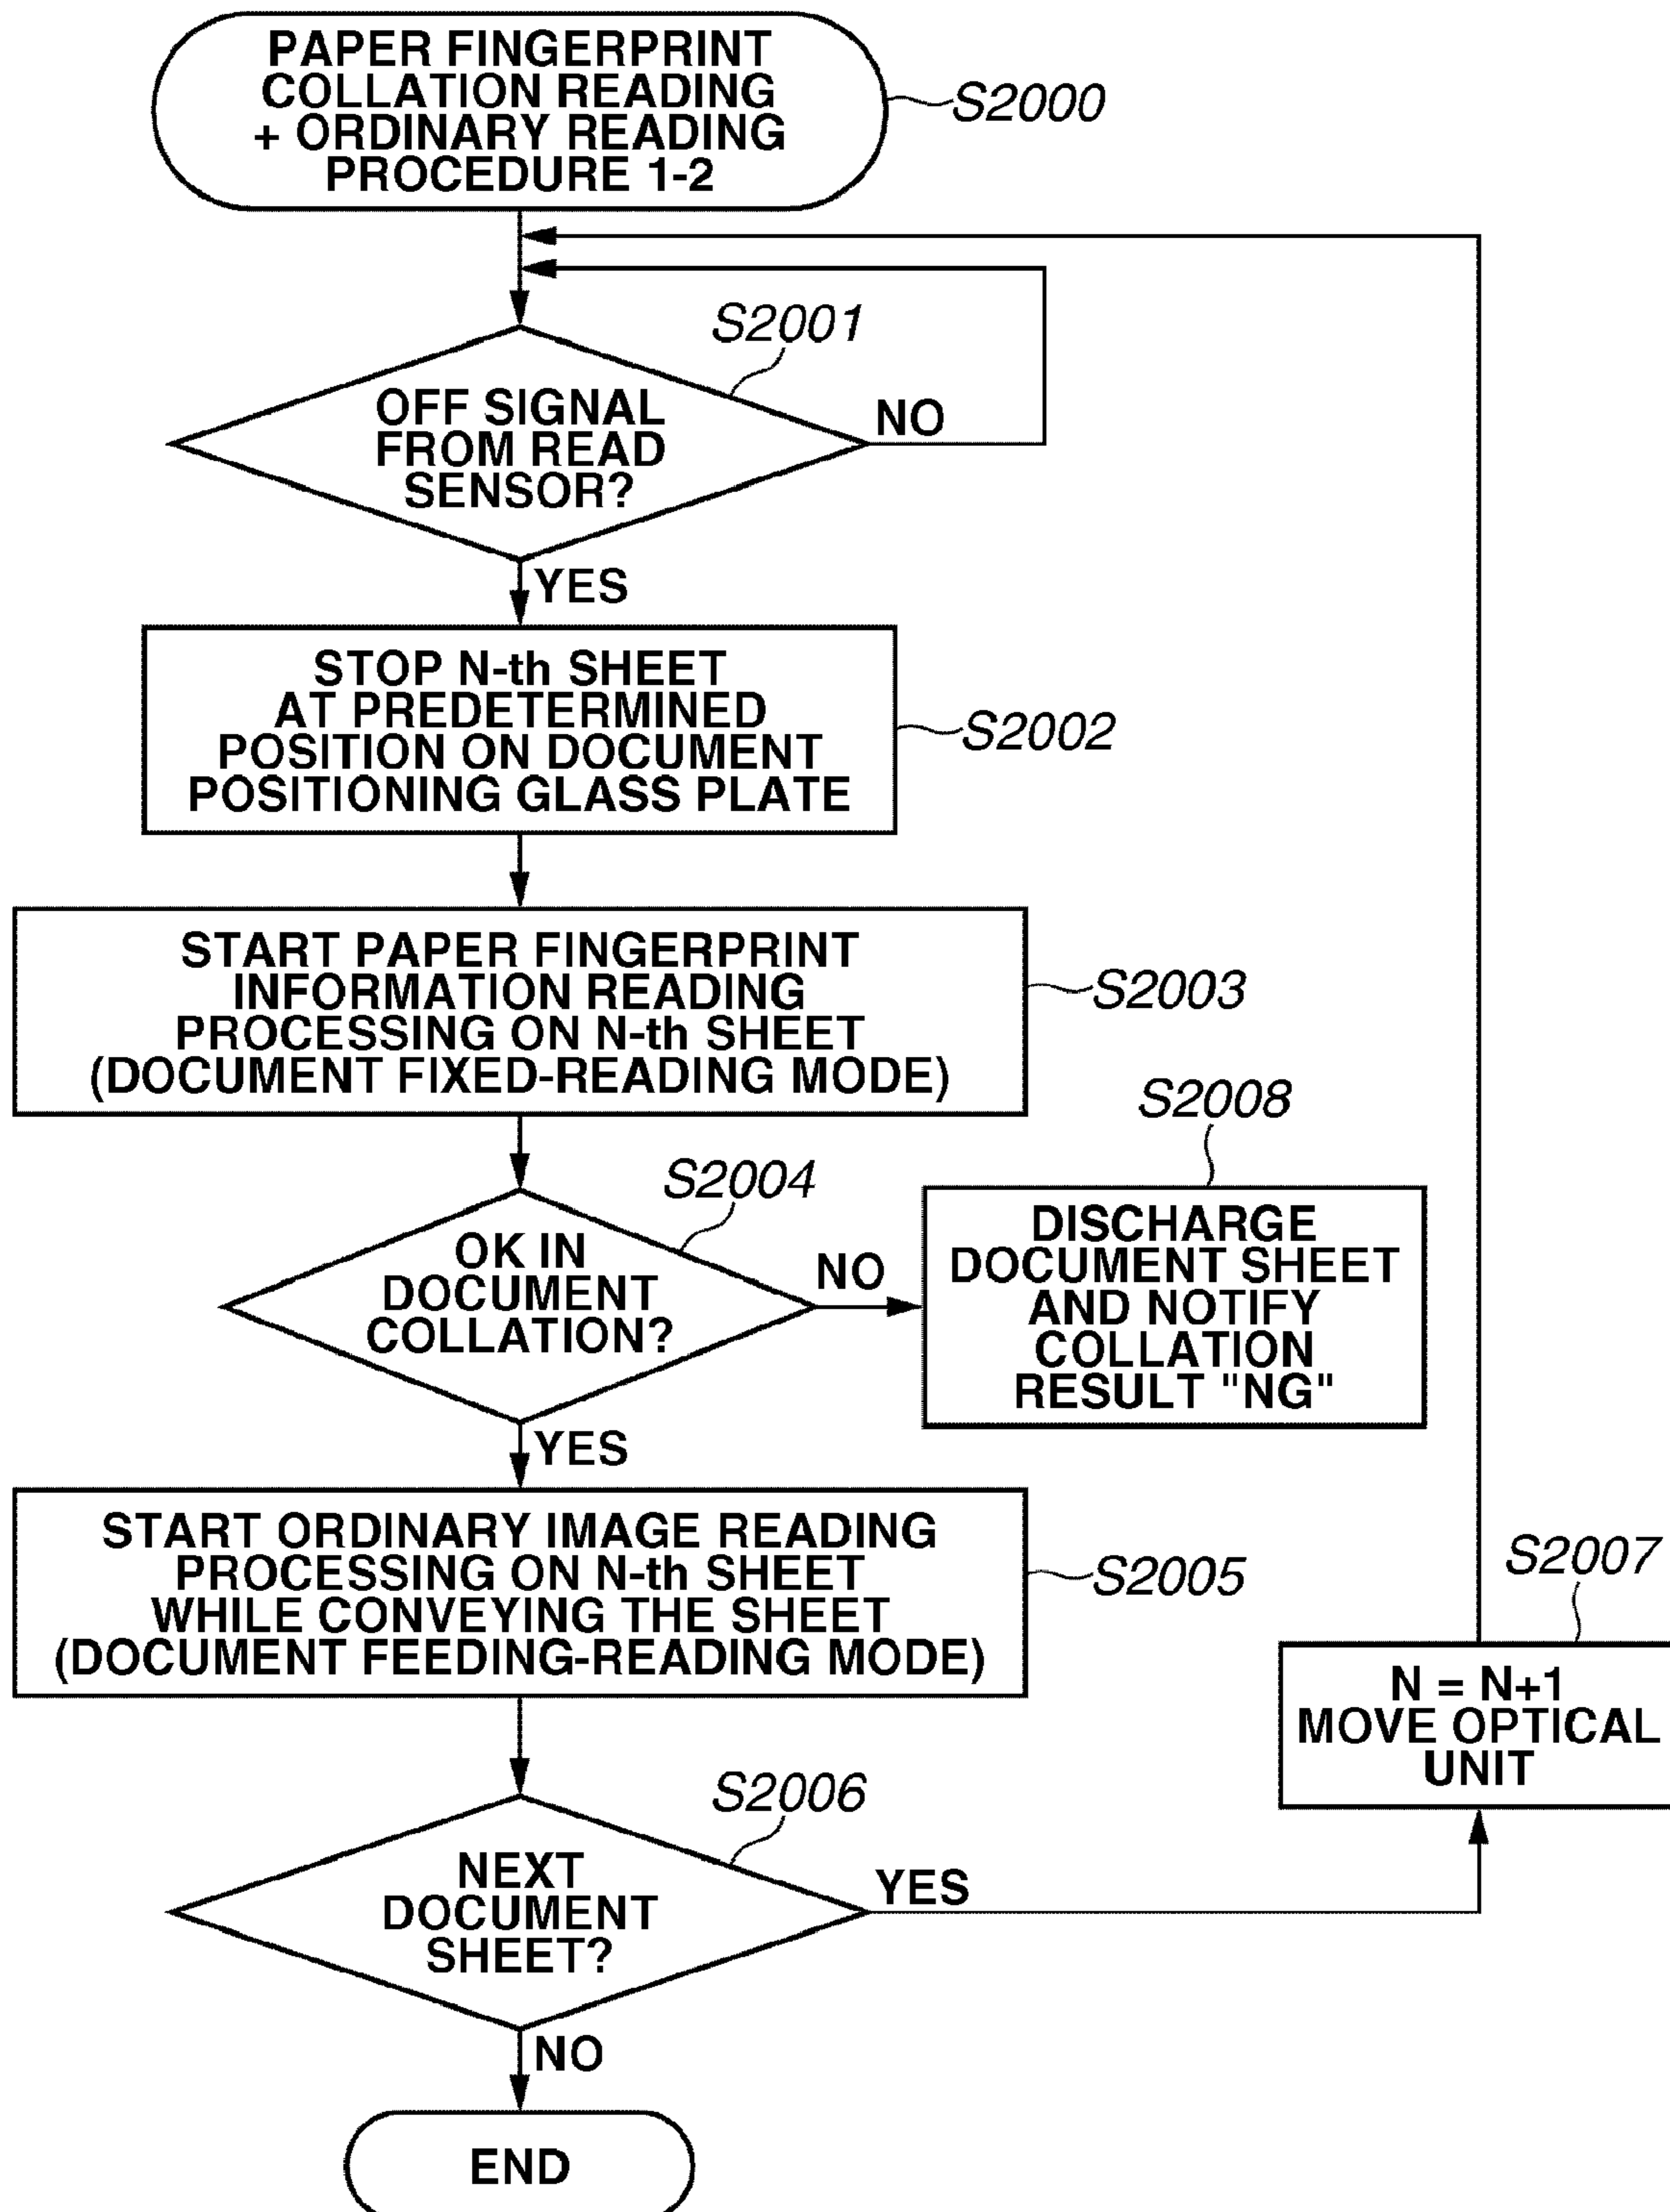 PAPER FINGERPRINT
COLLATION READING
+ ORDINARY READING
PROCEDURE 1-2
S2000
S2001
OFF SIGNAL
FROM READ
SENSOR?
NO
YES
STOP N-th SHEET
AT PREDETERMINED
POSITION ON DOCUMENT
POSITIONING GLASS PLATE
S2002
START PAPER FINGERPRINT
INFORMATION READING
PROCESSING ON N-th SHEET
(DOCUMENT FIXED-READING MODE)
S2003
S2004
OK IN
DOCUMENT
COLLATION?
NO
S2008
DISCHARGE
DOCUMENT SHEET
AND NOTIFY
COLLATION
RESULT "NG"
YES
START ORDINARY IMAGE READING
PROCESSING ON N-th SHEET
WHILE CONVEYING THE SHEET
(DOCUMENT FEEDING-READING MODE)
S2005
S2007
N = N+1
MOVE OPTICAL
UNIT
S2006
NEXT
DOCUMENT
SHEET?
YES
NO
END